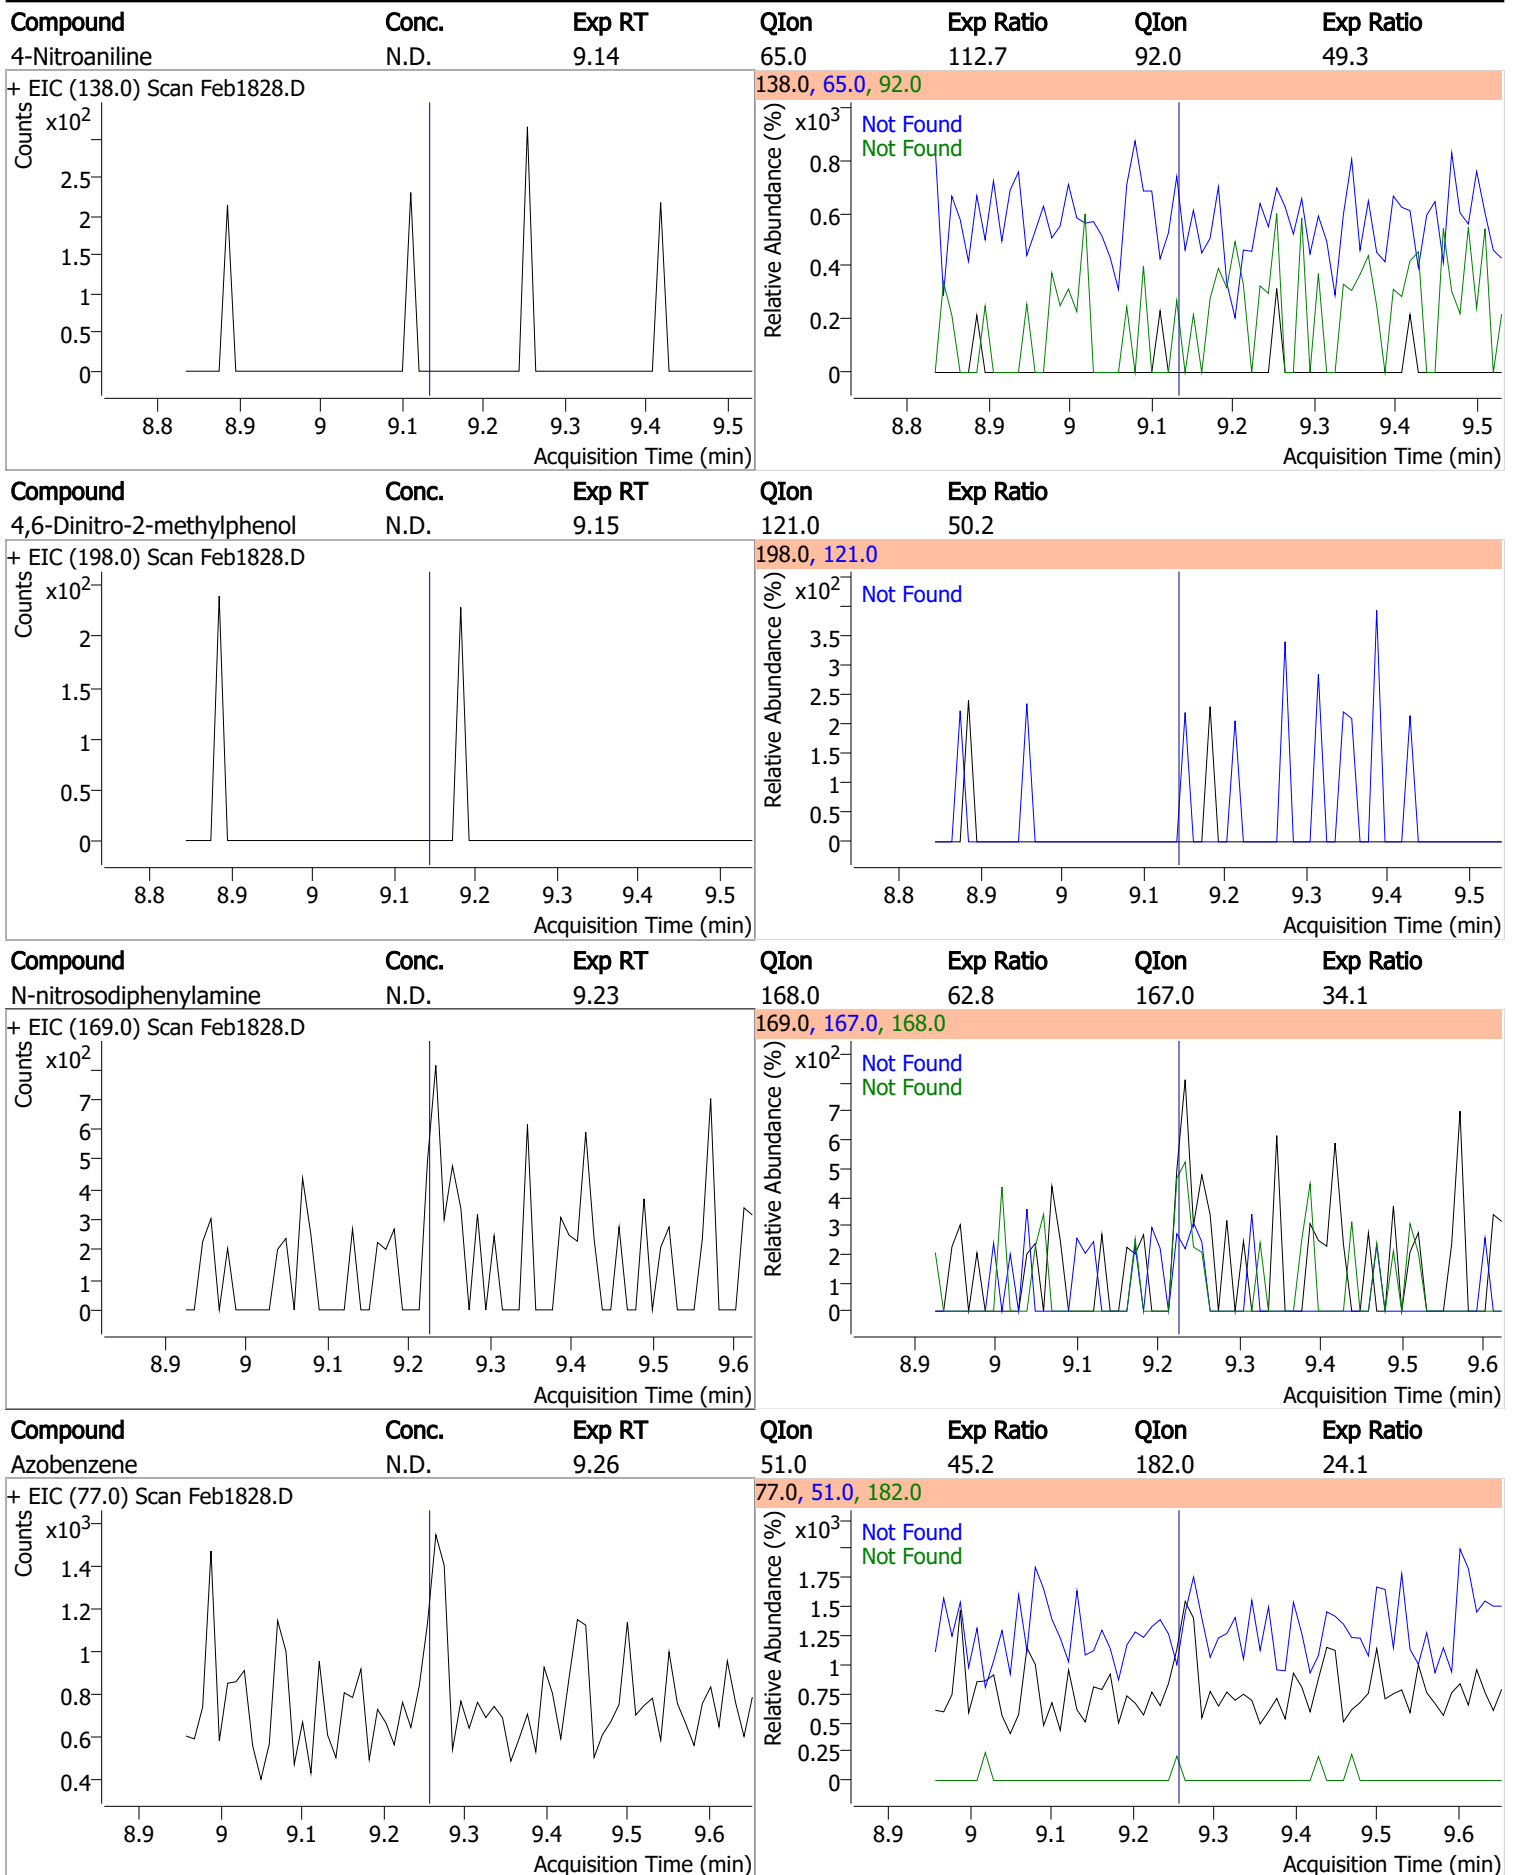 Compound Conc. Exp RT QIon Exp Ratio QIon Exp Ratio
4-Nitroaniline N.D. 9.14 65.0 112.7 92.0 49.3
+ EIC (138.0) Scan Feb1828.D
Counts
x10²
2.5
2
1.5
1
0.5
0
8.8 8.9 9 9.1 9.2 9.3 9.4 9.5
Acquisition Time (min)
138.0, 65.0, 92.0
Relative Abundance (%)
x10³
Not Found
Not Found
0.8
0.6
0.4
0.2
0
8.8 8.9 9 9.1 9.2 9.3 9.4 9.5
Acquisition Time (min)
Compound Conc. Exp RT QIon Exp Ratio
4,6-Dinitro-2-methylphenol N.D. 9.15 121.0 50.2
+ EIC (198.0) Scan Feb1828.D
Counts
x10²
2
1.5
1
0.5
0
8.8 8.9 9 9.1 9.2 9.3 9.4 9.5
Acquisition Time (min)
198.0, 121.0
Relative Abundance (%)
x10²
Not Found
3.5
3
2.5
2
1.5
1
0.5
0
8.8 8.9 9 9.1 9.2 9.3 9.4 9.5
Acquisition Time (min)
Compound Conc. Exp RT QIon Exp Ratio QIon Exp Ratio
N-nitrosodiphenylamine N.D. 9.23 168.0 62.8 167.0 34.1
+ EIC (169.0) Scan Feb1828.D
Counts
x10²
7
6
5
4
3
2
1
0
8.9 9 9.1 9.2 9.3 9.4 9.5 9.6
Acquisition Time (min)
169.0, 167.0, 168.0
Relative Abundance (%)
x10²
Not Found
Not Found
7
6
5
4
3
2
1
0
8.9 9 9.1 9.2 9.3 9.4 9.5 9.6
Acquisition Time (min)
Compound Conc. Exp RT QIon Exp Ratio QIon Exp Ratio
Azobenzene N.D. 9.26 51.0 45.2 182.0 24.1
+ EIC (77.0) Scan Feb1828.D
Counts
x10³
1.4
1.2
1
0.8
0.6
0.4
8.9 9 9.1 9.2 9.3 9.4 9.5 9.6
Acquisition Time (min)
77.0, 51.0, 182.0
Relative Abundance (%)
x10³
Not Found
Not Found
1.75
1.5
1.25
1
0.75
0.5
0.25
0
8.9 9 9.1 9.2 9.3 9.4 9.5 9.6
Acquisition Time (min)